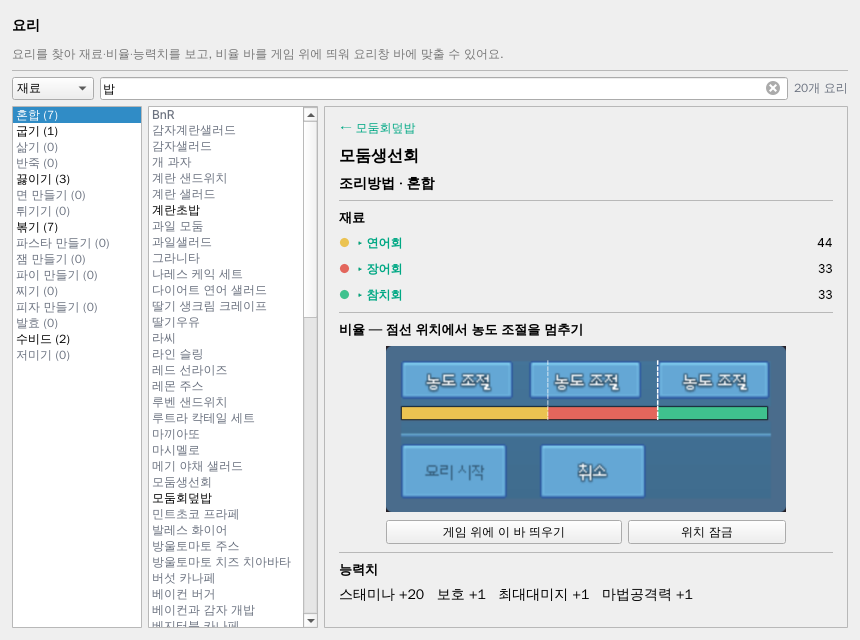 요리
요리를 찾아 재료·비율·능력치를 보고, 비율 바를 게임 위에 띄워 요리창 바에 맞출 수 있어요.
재료
밥
20개 요리
혼합 (7)
굽기 (1)
삶기 (0)
반죽 (0)
끓이기 (3)
면 만들기 (0)
튀기기 (0)
볶기 (7)
파스타 만들기 (0)
잼 만들기 (0)
파이 만들기 (0)
찌기 (0)
피자 만들기 (0)
발효 (0)
수비드 (2)
저미기 (0)
BnR
감자계란샐러드
감자샐러드
개 과자
계란 샌드위치
계란 샐러드
계란초밥
과일 모둠
과일샐러드
그라니타
나레스 케익 세트
다이어트 연어 샐러드
딸기 생크림 크레이프
딸기우유
라씨
라인 슬링
레드 선라이즈
레몬 주스
루벤 샌드위치
루트라 칵테일 세트
마끼아또
마시멜로
메기 야채 샐러드
모둠생선회
모둠회덮밥
민트초코 프라페
발레스 화이어
방울토마토 주스
방울토마토 치즈 치아바타
버섯 카나페
베이컨 버거
베이컨과 감자 개밥
베지터블 카나페
← 모둠회덮밥
모둠생선회
조리방법 · 혼합
재료
▸ 연어회 44
▸ 장어회 33
▸ 참치회 33
비율 — 점선 위치에서 농도 조절을 멈추기
농도 조절 농도 조절 농도 조절
요리 시작 취소
게임 위에 이 바 띄우기 위치 잠금
능력치
스태미나 +20 보호 +1 최대대미지 +1 마법공격력 +1